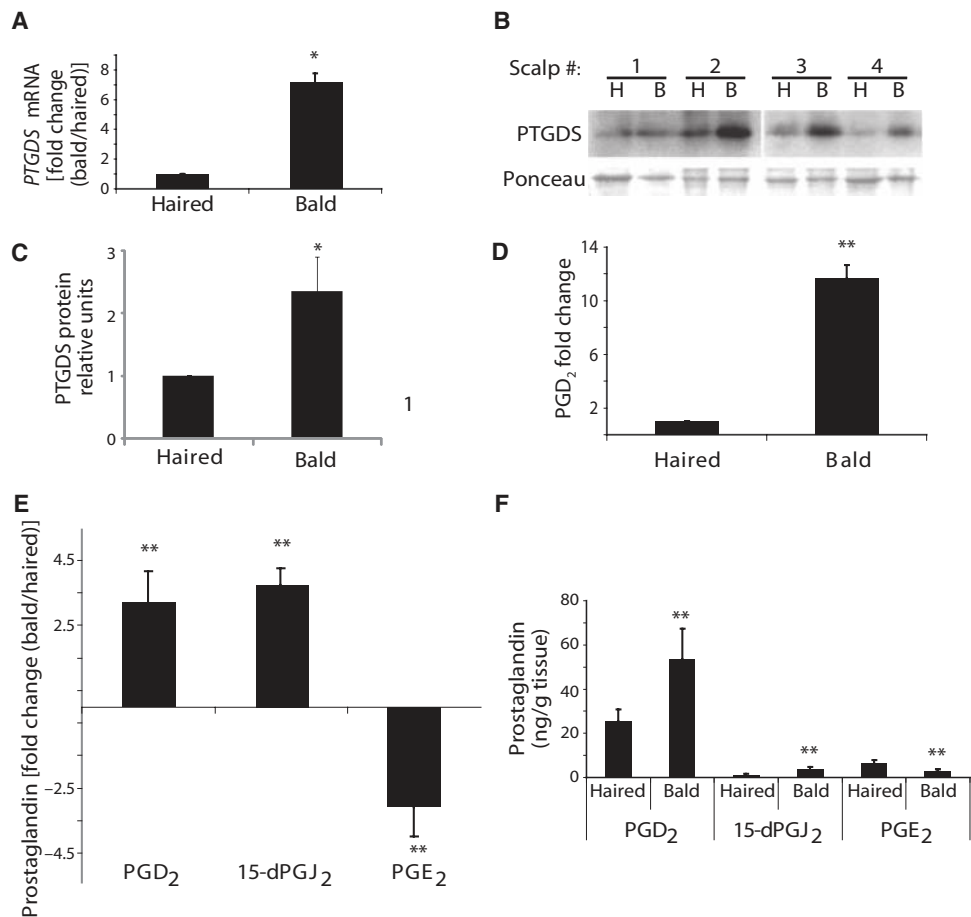 A
PTGDS mRNA
[fold change
(bald/haired)]
8
6
4
2
0
*
Haired Bald
B
Scalp #: 1 2 3 4
H B H B H B H B
PTGDS
Ponceau
C
PTGDS protein
relative units
3
2
1
0
*
Haired Bald
1
D
PGD2 fold change
14
10
6
2
**
Haired Bald
E
Prostaglandin [fold change (bald/haired)]
4.5
2.5
−2.5
−4.5
** ** **
PGD2 15-dPGJ2 PGE2
F
Prostaglandin
(ng/g tissue)
80
60
40
20
0
** ** **
Haired Bald Haired Bald Haired Bald
PGD2 15-dPGJ2 PGE2